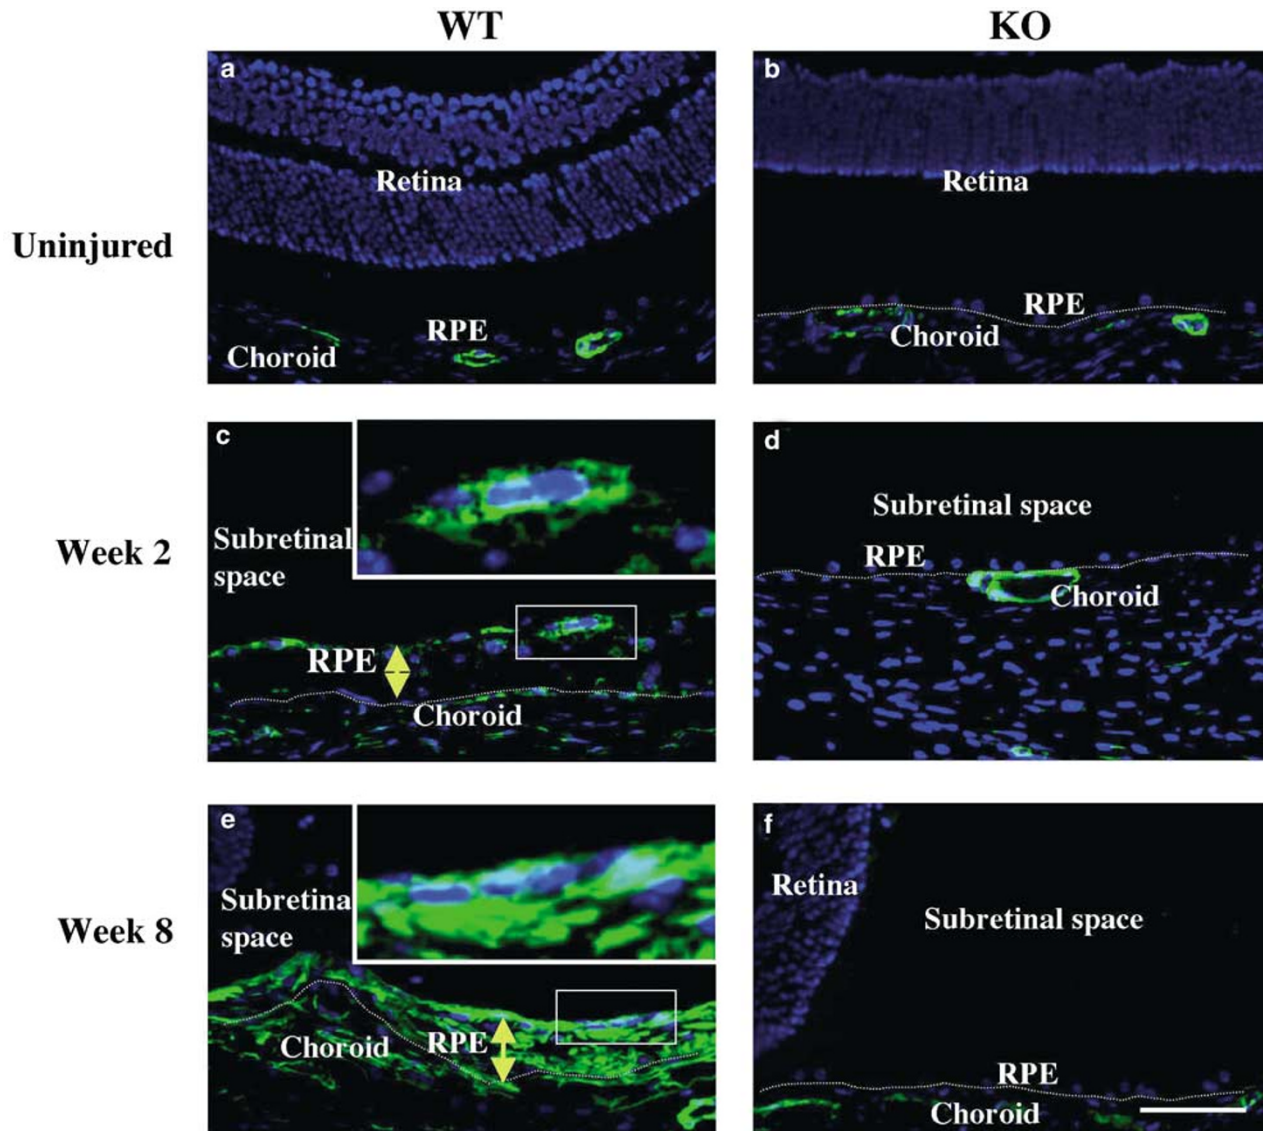 WT
KO
Uninjured
a
Retina
RPE
Choroid
b
Retina
RPE
Choroid
Week 2
c
Subretinal
space
RPE
Choroid
d
Subretinal space
RPE
Choroid
Week 8
e
Subretina
space
Choroid
RPE
f
Retina
Subretinal space
RPE
Choroid